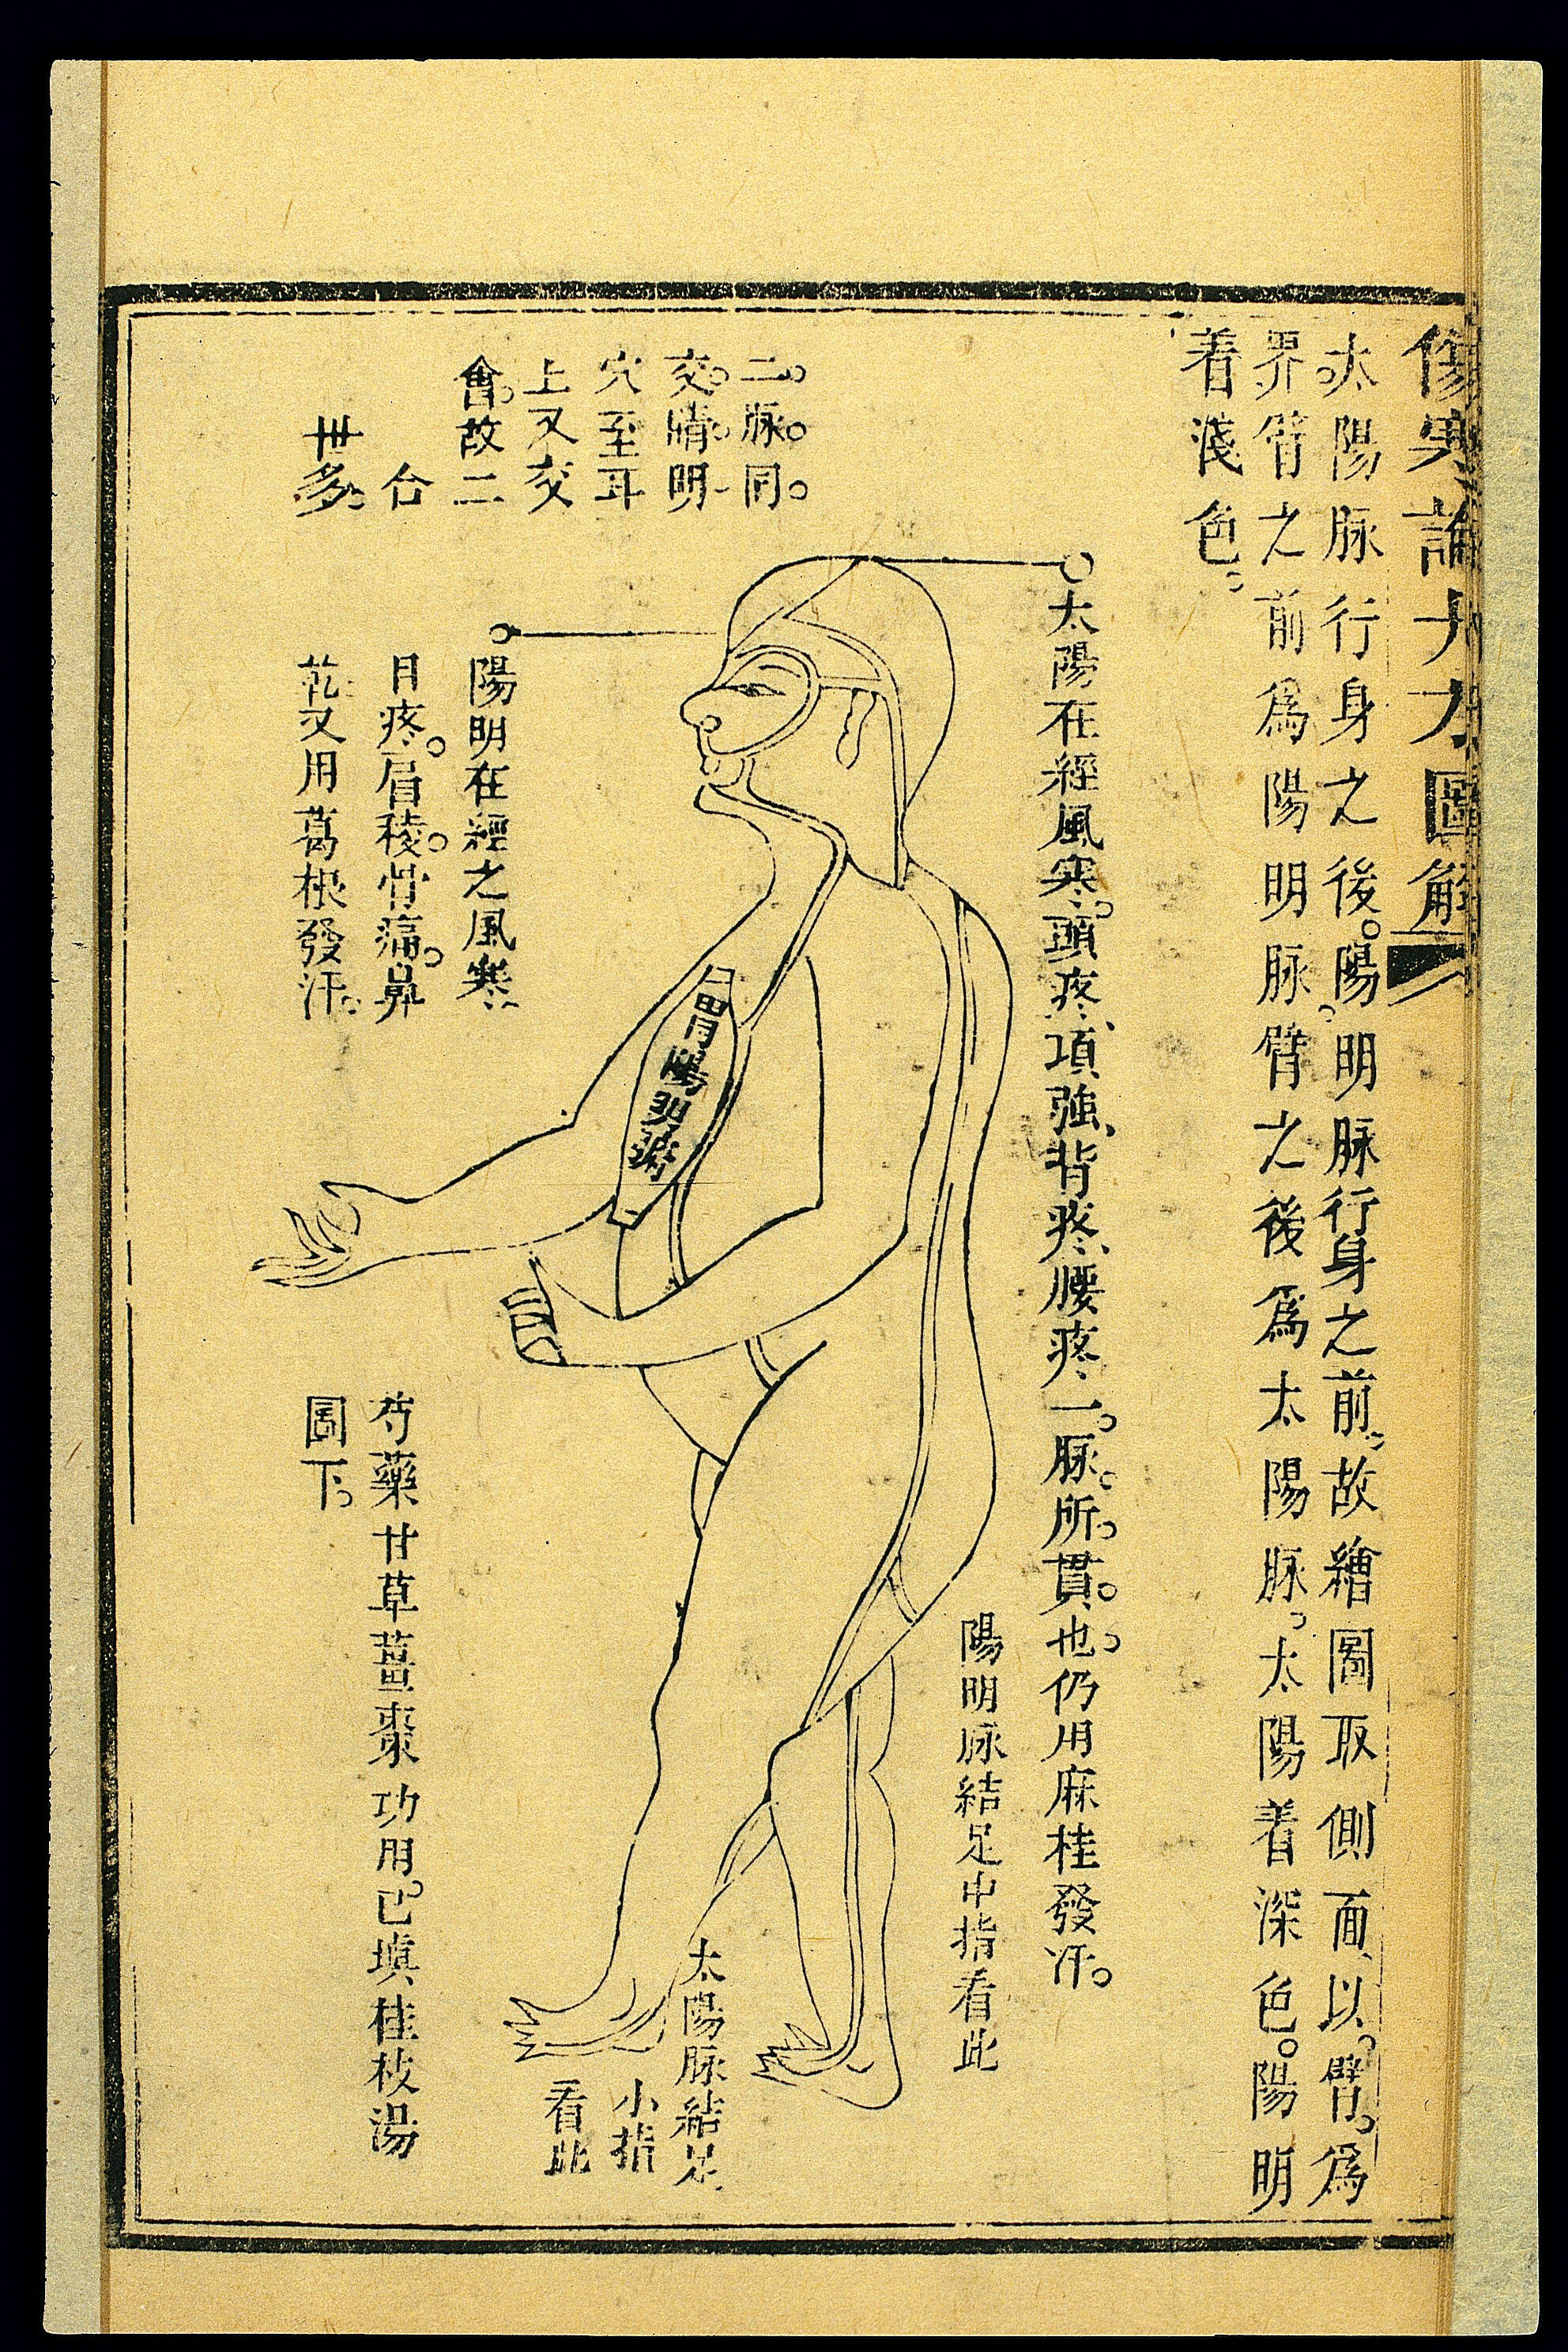 傷寒論方圖解
太陽脉行身之後。陽明脉行身之前。故繪圖取側面、以臂爲
界。臂之前爲陽明脉臂之後爲太陽脉。太陽着深色。陽明
着淺色。
太陽在經風寒。頭疼、項強、背疼、腰疼一脉所貫也。仍用麻桂發汗。
陽明脉結足中指看此
二脉同
交睛明
穴至耳
上又交
會。故二
合
世多
陽明在經之風寒
目疼。眉稜骨痛。鼻
乾又用葛根發汗。
胃陽明
太陽脉結足
小指
看此
芍藥甘草薑棗功用。已塡桂枝湯
圖下。